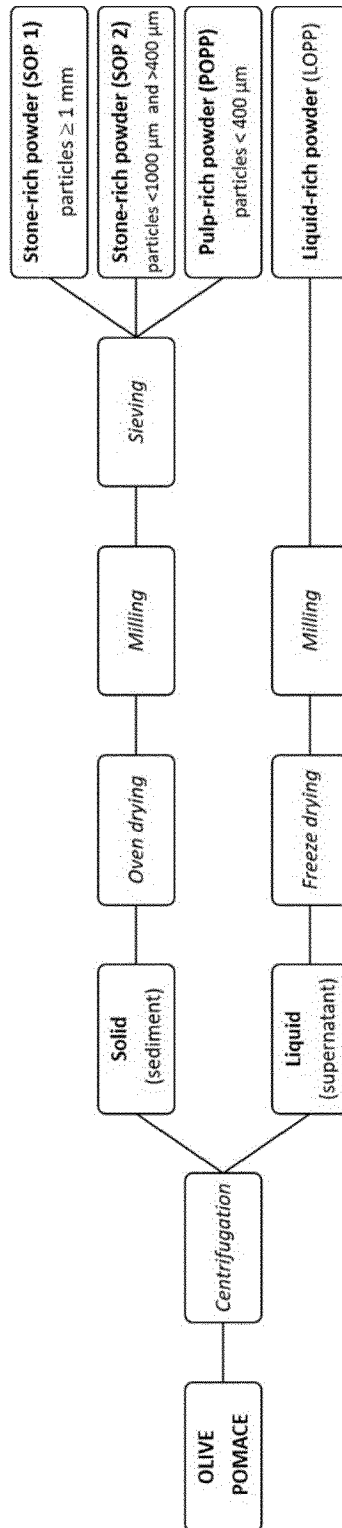 OLIVE
POMACE
Centrifugation
Solid
(sediment)
Oven drying
Milling
Sieving
Stone-rich powder (SOP 1)
particles ≥ 1 mm
Stone-rich powder (SOP 2)
particles <1000 µm and >400 µm
Pulp-rich powder (POPP)
particles < 400 µm
Liquid
(supernatant)
Freeze drying
Milling
Liquid-rich powder (LOPP)